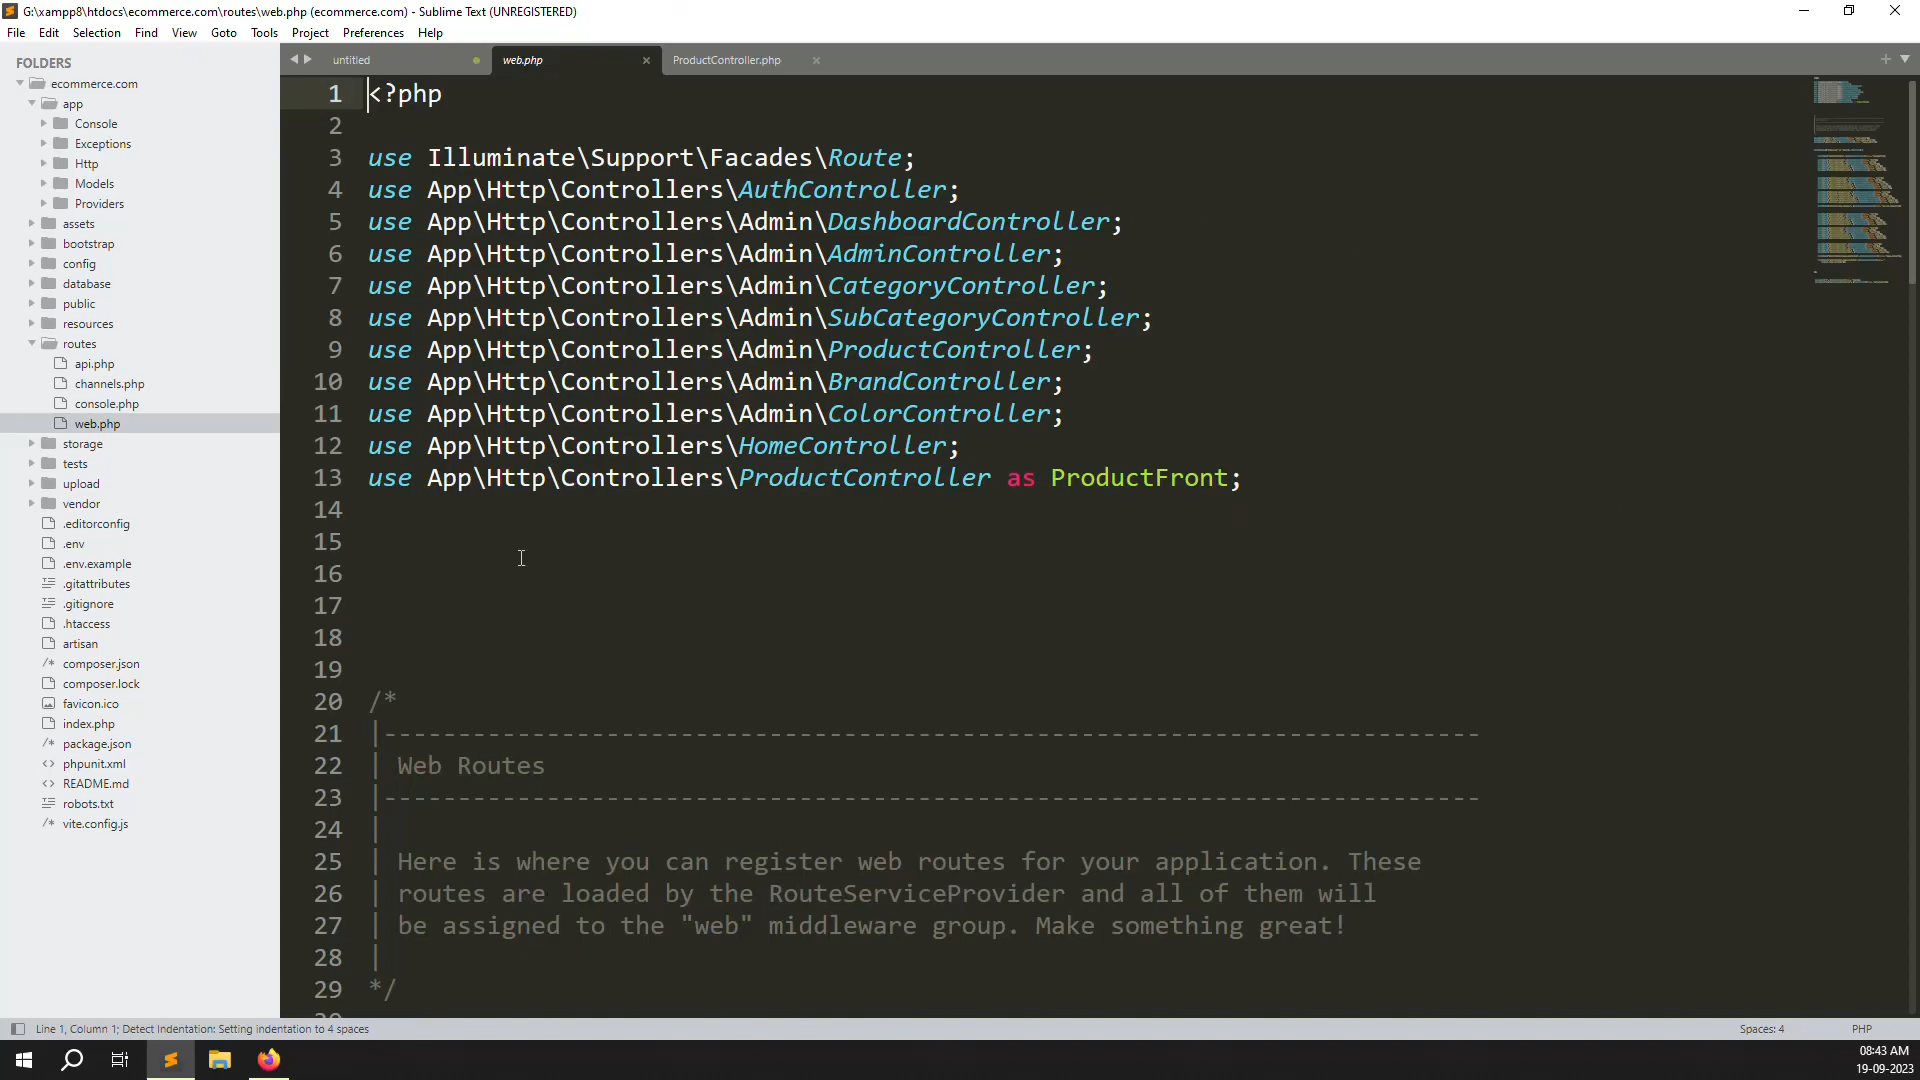 G:\xampp8\htdocs\ecommerce.com\routes\web.php (ecommerce.com) - Sublime Text (UNREGISTERED)
File Edit Selection Find View Goto Tools Project Preferences Help
FOLDERS
ecommerce.com
app
Console
Exceptions
Http
Models
Providers
assets
bootstrap
config
database
public
resources
routes
api.php
channels.php
console.php
web.php
storage
tests
upload
vendor
.editorconfig
.env
.env.example
.gitattributes
.gitignore
.htaccess
artisan
composer.json
composer.lock
favicon.ico
index.php
package.json
phpunit.xml
README.md
robots.txt
vite.config.js
untitled web.php ProductController.php
1 <?php
2
3 use Illuminate\Support\Facades\Route;
4 use App\Http\Controllers\AuthController;
5 use App\Http\Controllers\Admin\DashboardController;
6 use App\Http\Controllers\Admin\AdminController;
7 use App\Http\Controllers\Admin\CategoryController;
8 use App\Http\Controllers\Admin\SubCategoryController;
9 use App\Http\Controllers\Admin\ProductController;
10 use App\Http\Controllers\Admin\BrandController;
11 use App\Http\Controllers\Admin\ColorController;
12 use App\Http\Controllers\HomeController;
13 use App\Http\Controllers\ProductController as ProductFront;
14
15
16
17
18
19
20 /*
21 |--------------------------------------------------------------------------
22 | Web Routes
23 |--------------------------------------------------------------------------
24 |
25 | Here is where you can register web routes for your application. These
26 | routes are loaded by the RouteServiceProvider and all of them will
27 | be assigned to the "web" middleware group. Make something great!
28 |
29 */
Line 1, Column 1; Detect Indentation: Setting indentation to 4 spaces
Spaces: 4 PHP
08:43 AM
19-09-2023